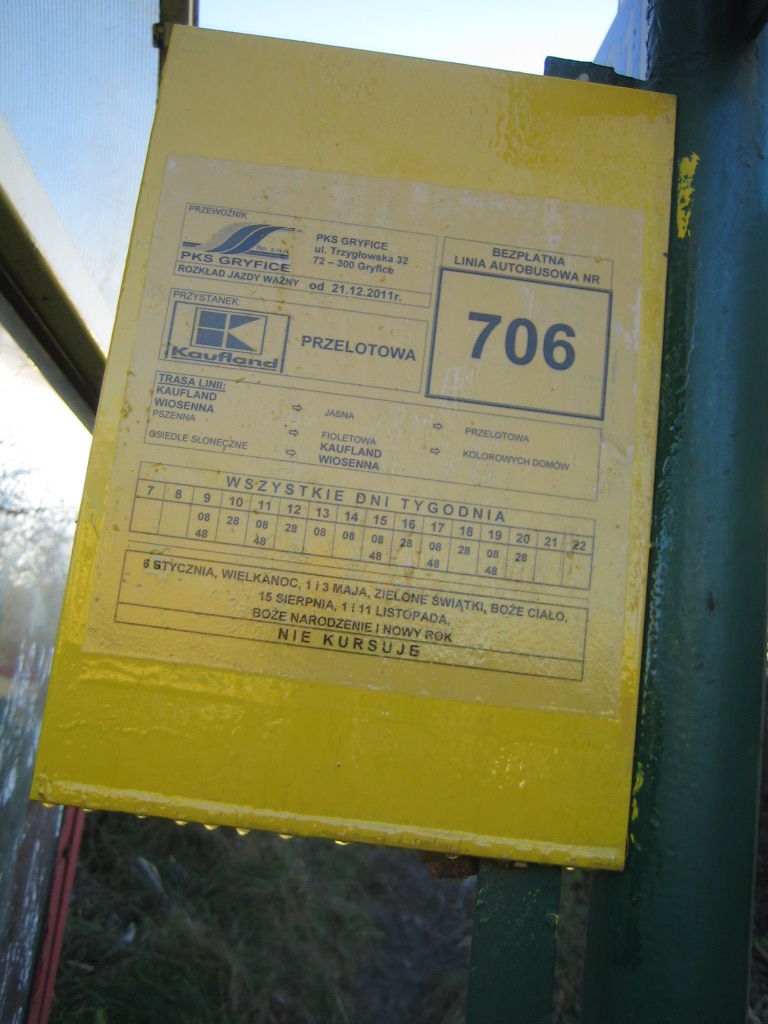 PRZEWOŹNIK
Sp. z o.o.
PKS GRYFICE
PKS GRYFICE
ul. Trzygłowska 32
72 – 300 Gryfice
ROZKŁAD JAZDY WAŻNY od 21.12.2011r.
BEZPŁATNA
LINIA AUTOBUSOWA NR
706
PRZYSTANEK
Kaufland
PRZELOTOWA
TRASA LINII:
KAUFLAND
WIOSENNA ⇨ JASNA ⇨ PRZELOTOWA
PSZENNA ⇨ FIOLETOWA ⇨ KOLOROWYCH DOMÓW
OSIEDLE SŁONECZNE ⇨ KAUFLAND
WIOSENNA
WSZYSTKIE DNI TYGODNIA
7 8 9 10 11 12 13 14 15 16 17 18 19 20 21 22
08 28 08 28 08 08 08 28 08 28 08 28
48 48 48 48 48
6 STYCZNIA, WIELKANOC, 1 i 3 MAJA, ZIELONE ŚWIĄTKI, BOŻE CIAŁO,
15 SIERPNIA, 1 i 11 LISTOPADA,
BOŻE NARODZENIE I NOWY ROK
NIE KURSUJE